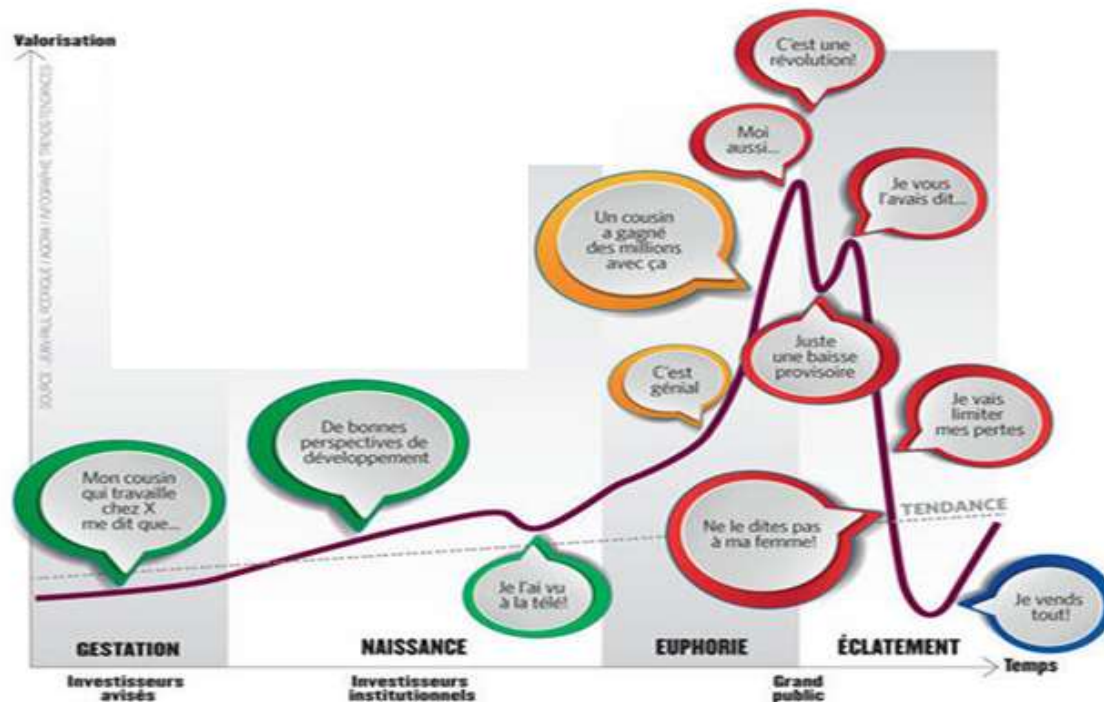 Valorisation
C'est une
révolution!
Moi
aussi...
Je vous
l'avais dit...
Un cousin
a gagné
des millions
avec ça
Juste
une baisse
provisoire
C'est
génial
Je vais
limiter
mes pertes
De bonnes
perspectives de
développement
Mon cousin
qui travaille
chez X
me dit que...
TENDANCE
Ne le dites pas
à ma femme!
Je l'ai vu
à la télé!
Je vends
tout!
GESTATION
NAISSANCE
EUPHORIE
ÉCLATEMENT
Temps
Investisseurs
avisés
Investisseurs
institutionnels
Grand
public